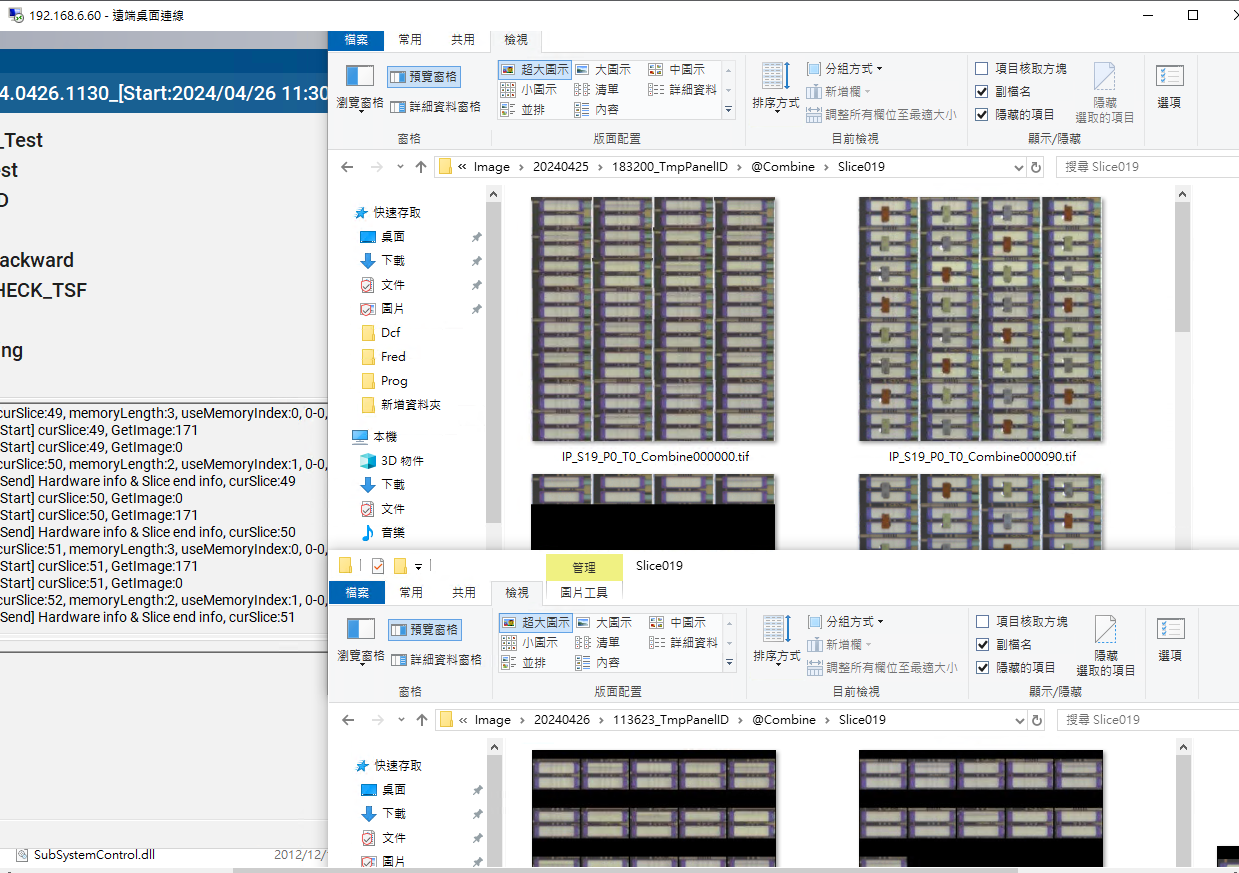 192.168.6.60 - 遠端桌面連線
4.0426.1130_[Start:2024/04/26 11:30
_Test
st
D
ackward
HECK_TSF
ng
curSlice:49, memoryLength:3, useMemoryIndex:0, 0-0,
Start] curSlice:49, GetImage:171
Start] curSlice:49, GetImage:0
curSlice:50, memoryLength:2, useMemoryIndex:1, 0-0,
Send] Hardware info & Slice end info, curSlice:49
Start] curSlice:50, GetImage:0
Start] curSlice:50, GetImage:171
Send] Hardware info & Slice end info, curSlice:50
curSlice:51, memoryLength:3, useMemoryIndex:0, 0-0,
Start] curSlice:51, GetImage:171
Start] curSlice:51, GetImage:0
curSlice:52, memoryLength:2, useMemoryIndex:1, 0-0,
Send] Hardware info & Slice end info, curSlice:51
SubSystemControl.dll 2012/12/
檔案 常用 共用 檢視
瀏覽窗格 預覽窗格 詳細資料窗格
窗格
超大圖示 大圖示 中圖示
小圖示 清單 詳細資料
並排 內容
版面配置
排序方式 分組方式
新增欄
調整所有欄位至最適大小
目前檢視
項目核取方塊
副檔名
隱藏的項目
隱藏
選取的項目
顯示/隱藏
選項
« Image › 20240425 › 183200_TmpPanelID › @Combine › Slice019
搜尋 Slice019
快速存取
桌面
下載
文件
圖片
Dcf
Fred
Prog
新增資料夾
本機
3D 物件
下載
文件
音樂
IP_S19_P0_T0_Combine000000.tif
IP_S19_P0_T0_Combine000090.tif
管理 Slice019
檔案 常用 共用 檢視 圖片工具
瀏覽窗格 預覽窗格 詳細資料窗格
窗格
超大圖示 大圖示 中圖示
小圖示 清單 詳細資料
並排 內容
版面配置
排序方式 分組方式
新增欄
調整所有欄位至最適大小
目前檢視
項目核取方塊
副檔名
隱藏的項目
隱藏
選取的項目
顯示/隱藏
選項
« Image › 20240426 › 113623_TmpPanelID › @Combine › Slice019
搜尋 Slice019
快速存取
桌面
下載
文件
圖片